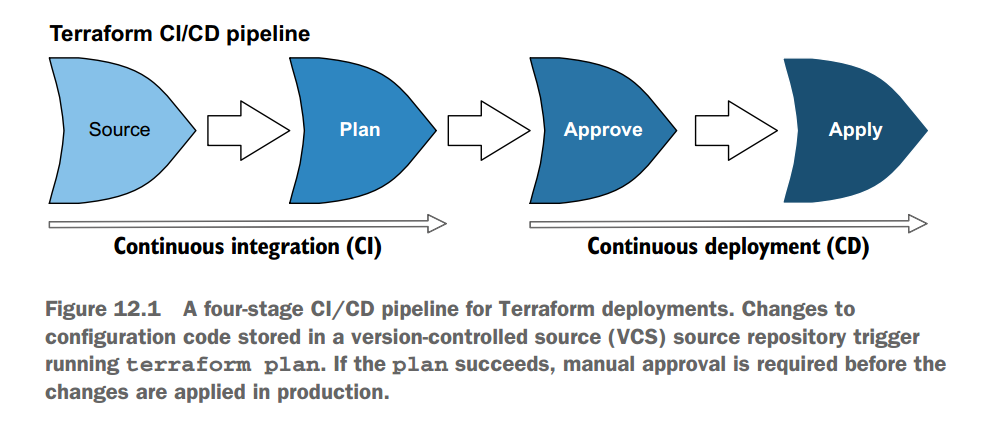 Terraform CI/CD pipeline
Source
Plan
Approve
Apply
Continuous integration (CI)
Continuous deployment (CD)
Figure 12.1 A four-stage CI/CD pipeline for Terraform deployments. Changes to
configuration code stored in a version-controlled source (VCS) source repository trigger
running terraform plan. If the plan succeeds, manual approval is required before the
changes are applied in production.